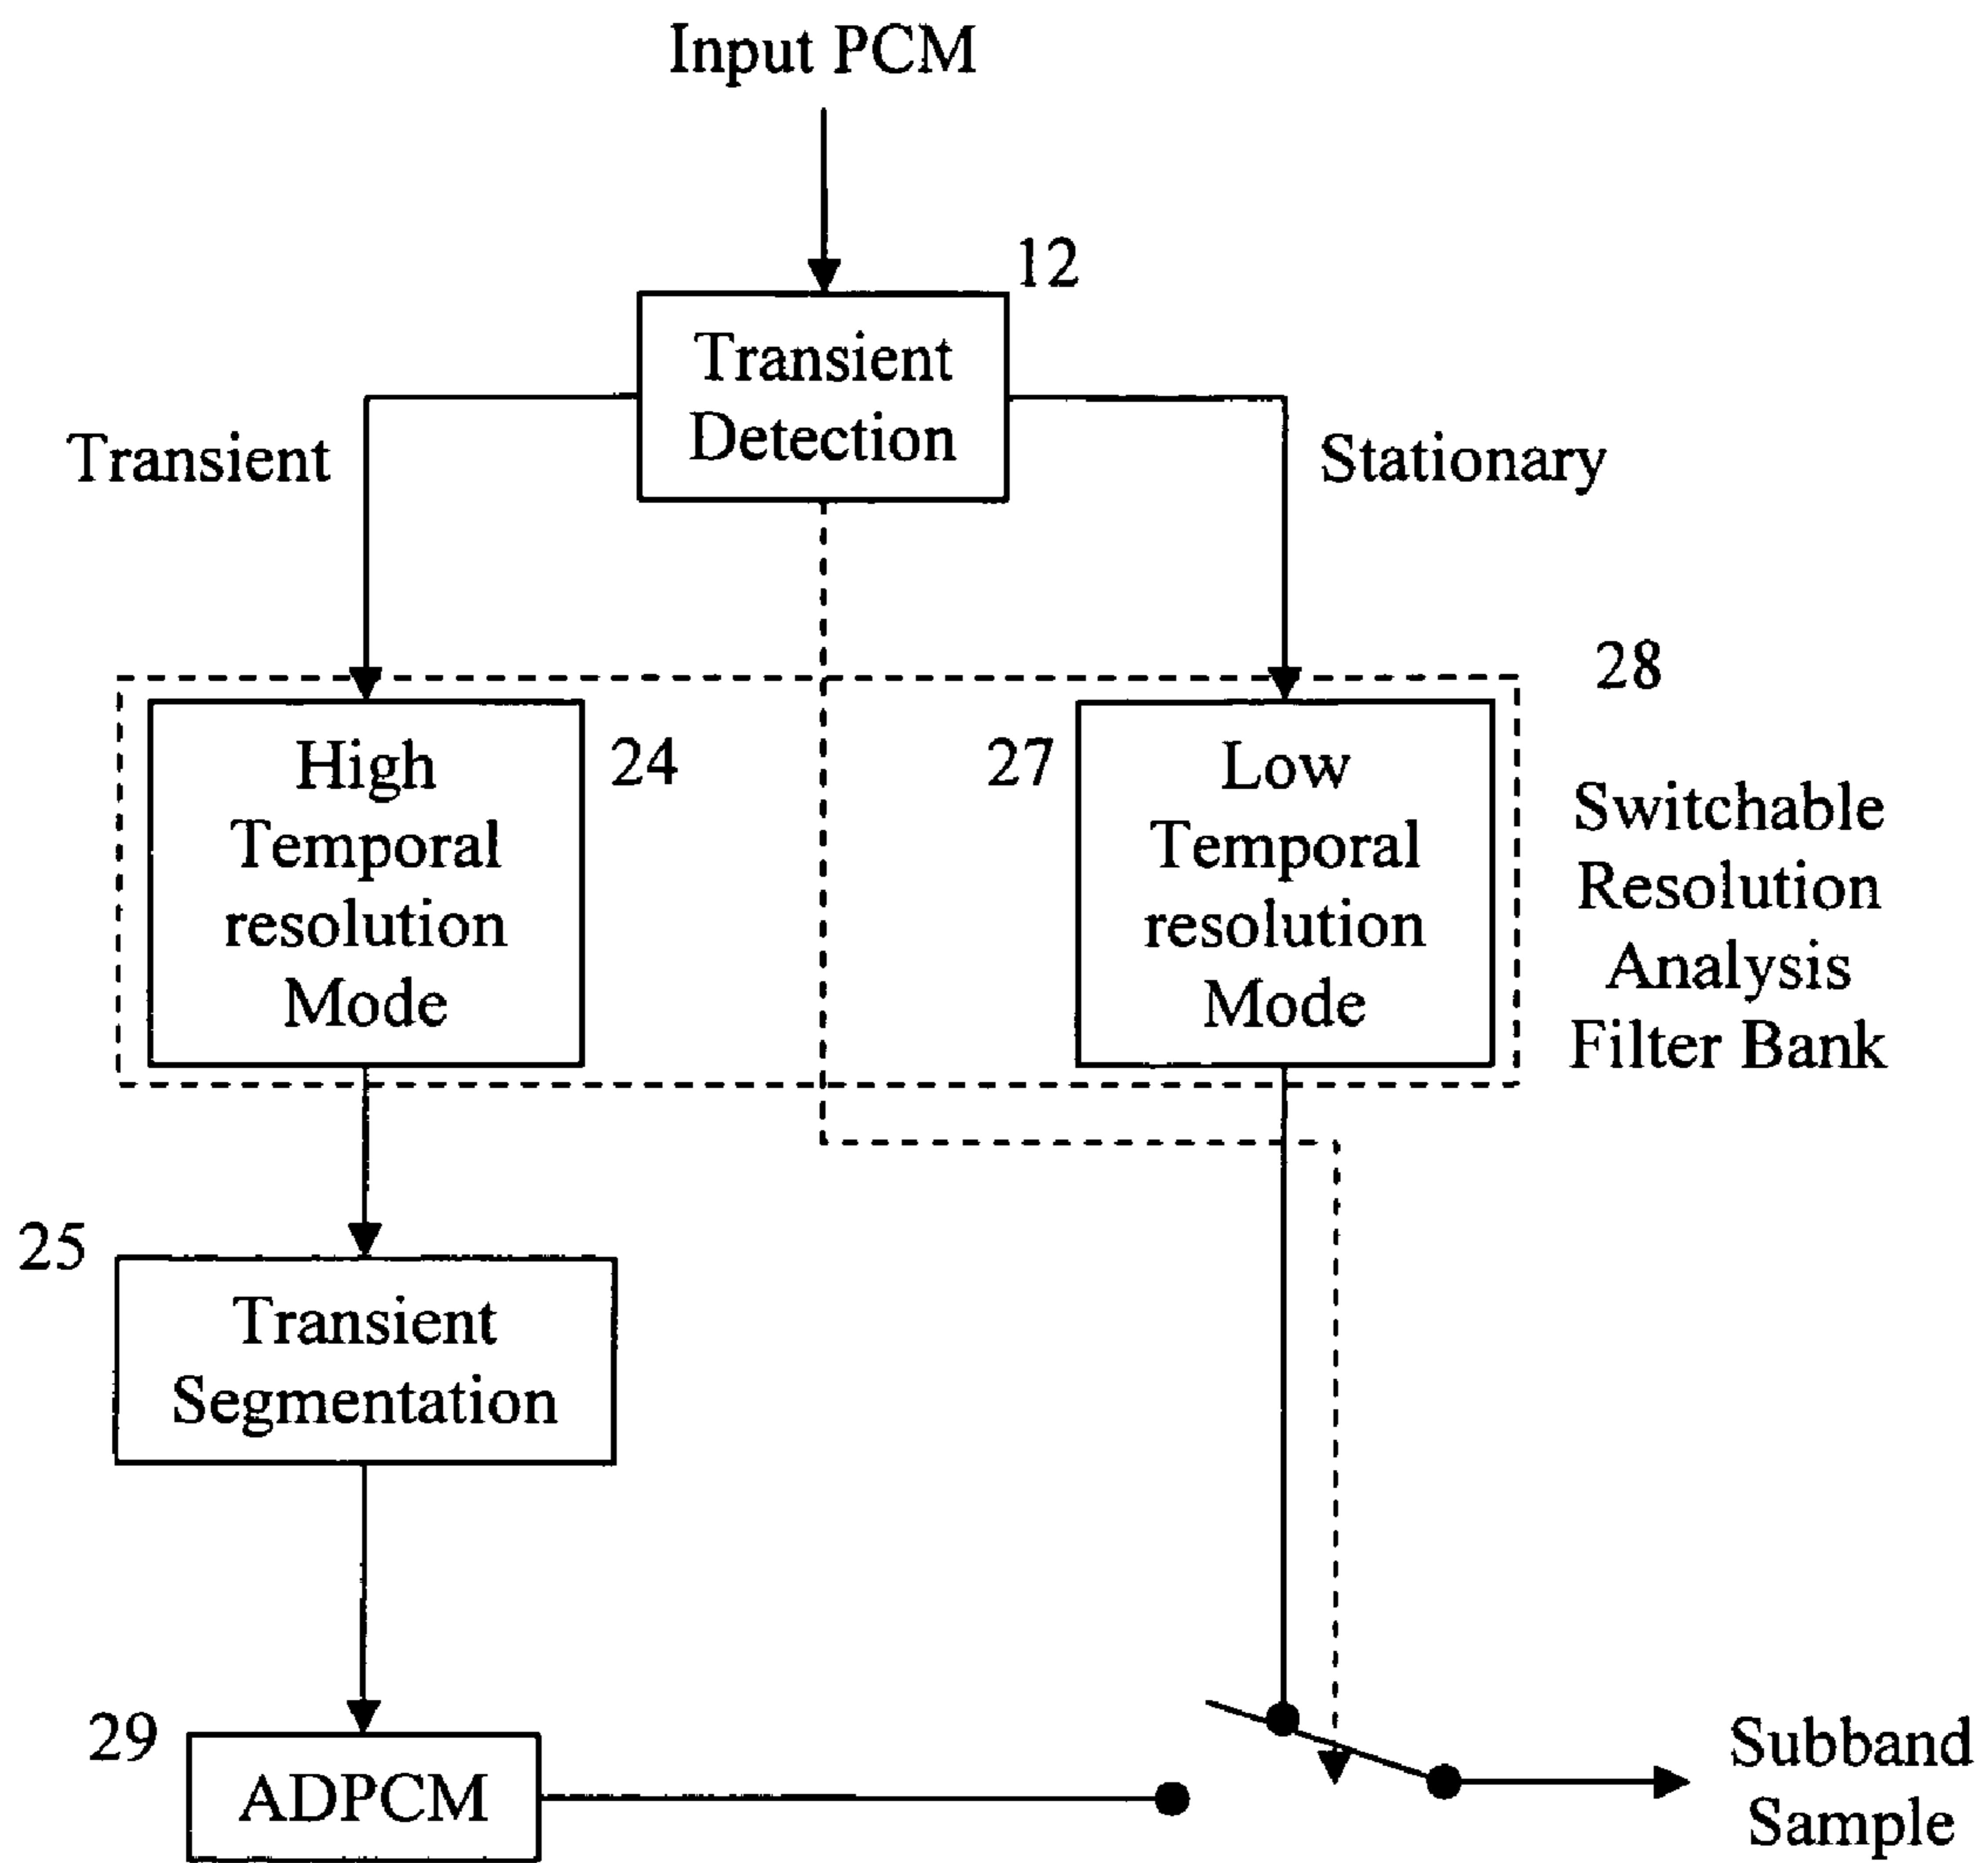 Input PCM
12
Transient
Detection
Transient
Stationary
28
High
Temporal
resolution
Mode
24
27
Low
Temporal
resolution
Mode
Switchable
Resolution
Analysis
Filter Bank
25
Transient
Segmentation
29
ADPCM
Subband
Sample